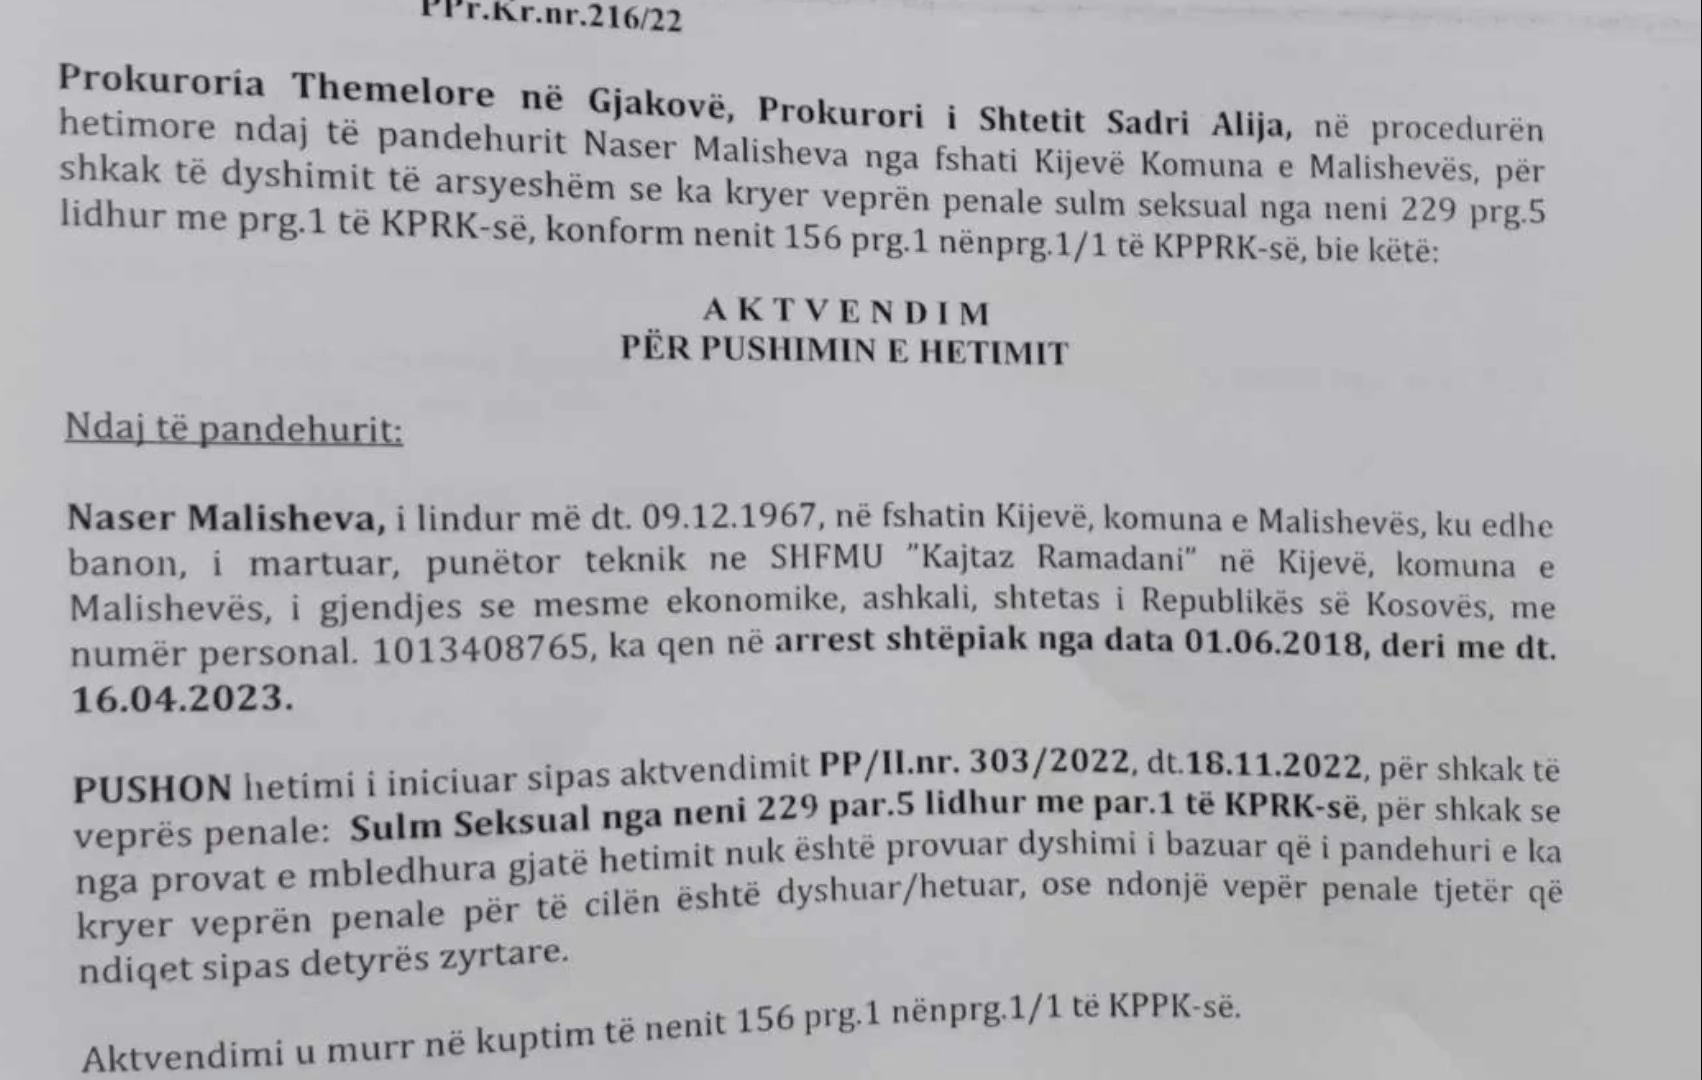 PPr.Kr.nr.216/22
Prokuroria Themelore në Gjakovë, Prokurori i Shtetit Sadri Alija, në procedurën
hetimore ndaj të pandehurit Naser Malisheva nga fshati Kijevë Komuna e Malishevës, për
shkak të dyshimit të arsyeshëm se ka kryer veprën penale sulm seksual nga neni 229 prg.5
lidhur me prg.1 të KPRK-së, konform nenit 156 prg.1 nënprg.1/1 të KPPRK-së, bie këtë:
A K T V E N D I M
PËR PUSHIMIN E HETIMIT
Ndaj të pandehurit:
Naser Malisheva, i lindur më dt. 09.12.1967, në fshatin Kijevë, komuna e Malishevës, ku edhe
banon, i martuar, punëtor teknik ne SHFMU "Kajtaz Ramadani" në Kijevë, komuna e
Malishevës, i gjendjes se mesme ekonomike, ashkali, shtetas i Republikës së Kosovës, me
numër personal. 1013408765, ka qen në arrest shtëpiak nga data 01.06.2018, deri me dt.
16.04.2023.
PUSHON hetimi i iniciuar sipas aktvendimit PP/II.nr. 303/2022, dt.18.11.2022, për shkak të
veprës penale: Sulm Seksual nga neni 229 par.5 lidhur me par.1 të KPRK-së, për shkak se
nga provat e mbledhura gjatë hetimit nuk është provuar dyshimi i bazuar që i pandehuri e ka
kryer veprën penale për të cilën është dyshuar/hetuar, ose ndonjë vepër penale tjetër që
ndiqet sipas detyrës zyrtare.
Aktvendimi u murr në kuptim të nenit 156 prg.1 nënprg.1/1 të KPPK-së.